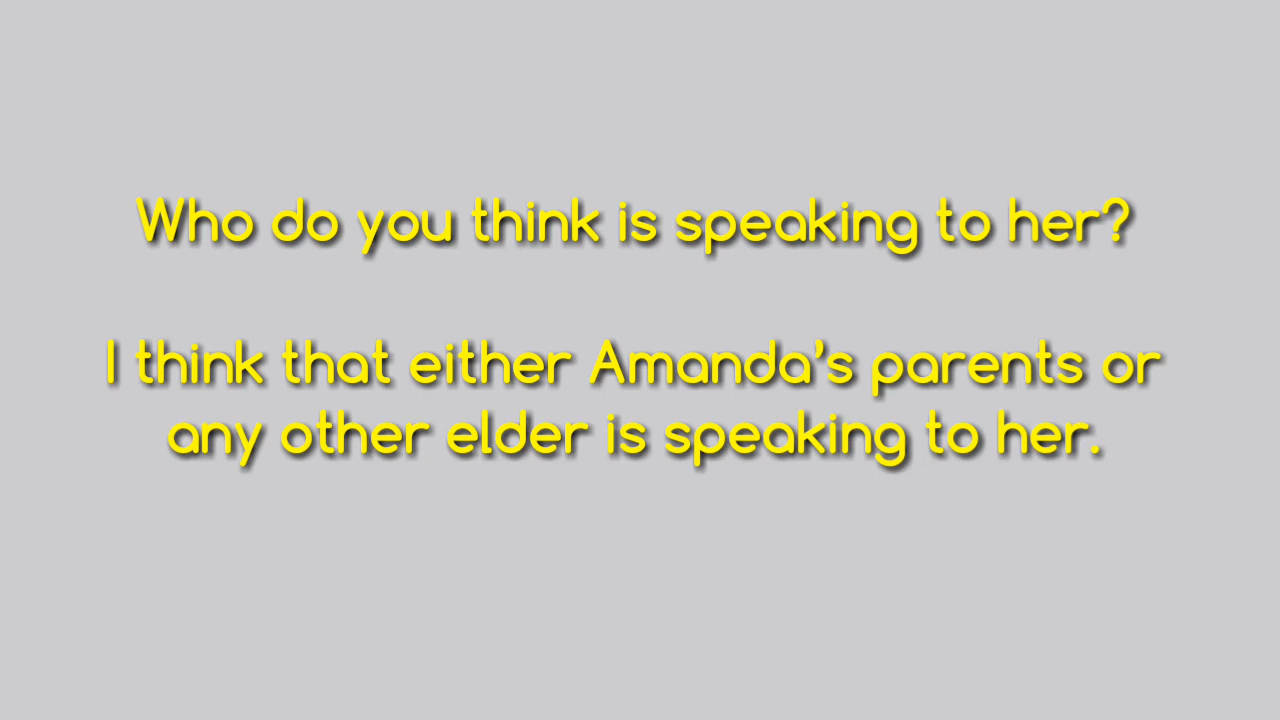 Who do you think is speaking to her?
I think that either Amanda’s parents or
any other elder is speaking to her.